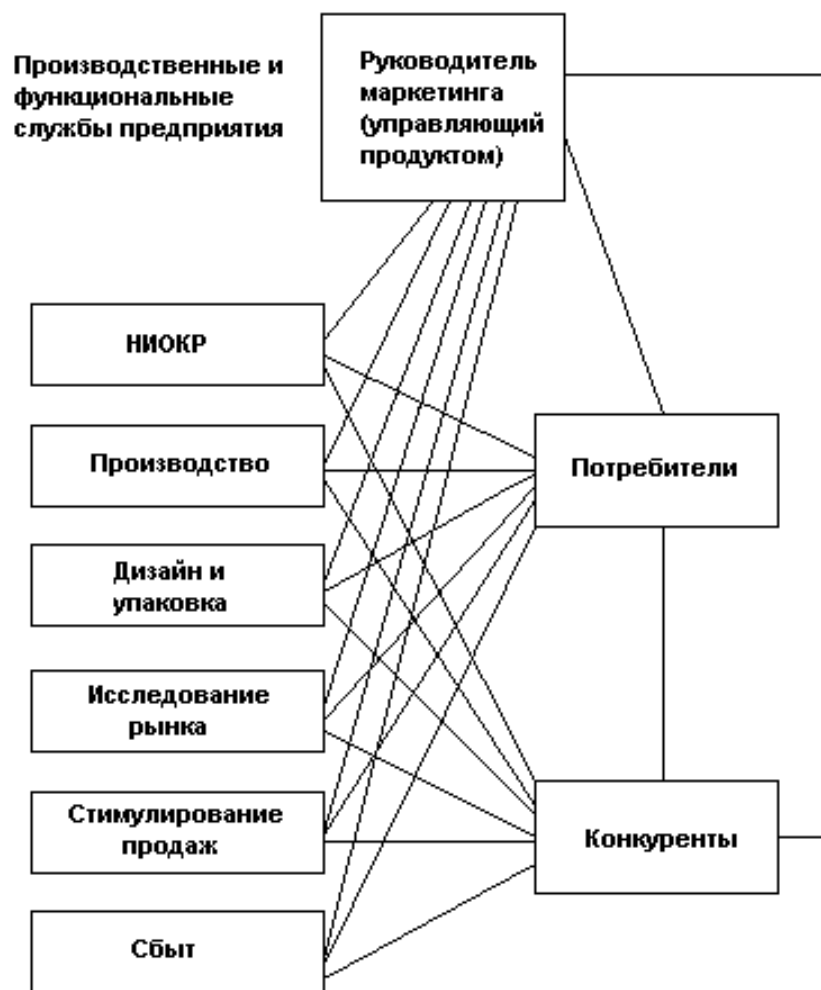 Производственные и
функциональные
службы предприятия
Руководитель
маркетинга
(управляющий
продуктом)
НИОКР
Производство
Потребители
Дизайн и
упаковка
Исследование
рынка
Стимулирование
продаж
Конкуренты
Сбыт